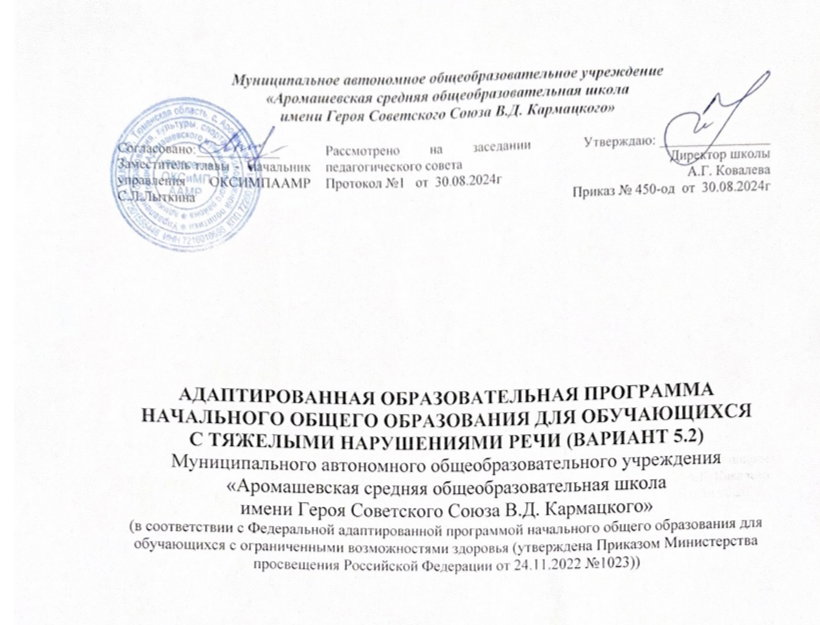 Муниципальное автономное общеобразовательное учреждение
«Аромашевская средняя общеобразовательная школа
имени Героя Советского Союза В.Д. Кармацкого»
Согласовано:
Заместитель главы, начальник
управления ОКСИМПААМР
С.Л.Лыткина
Рассмотрено на заседании
педагогического совета
Протокол №1 от 30.08.2024г
Утверждаю:
Директор школы
А.Г. Ковалева
Приказ № 450-од от 30.08.2024г
ОКСиМП
ААМР
АДАПТИРОВАННАЯ ОБРАЗОВАТЕЛЬНАЯ ПРОГРАММА
НАЧАЛЬНОГО ОБЩЕГО ОБРАЗОВАНИЯ ДЛЯ ОБУЧАЮЩИХСЯ
С ТЯЖЕЛЫМИ НАРУШЕНИЯМИ РЕЧИ (ВАРИАНТ 5.2)
Муниципального автономного общеобразовательного учреждения
«Аромашевская средняя общеобразовательная школа
имени Героя Советского Союза В.Д. Кармацкого»
(в соответствии с Федеральной адаптированной программой начального общего образования для
обучающихся с ограниченными возможностями здоровья (утверждена Приказом Министерства
просвещения Российской Федерации от 24.11.2022 №1023))